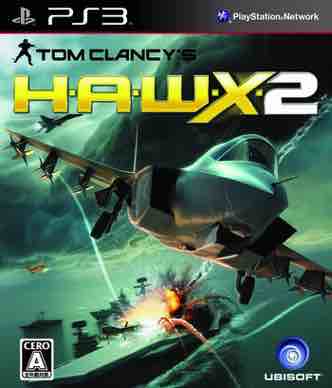 PS3
PlayStation®Network
TOM CLANCY'S
H·A·W·X·2
CERO
A
UBISOFT